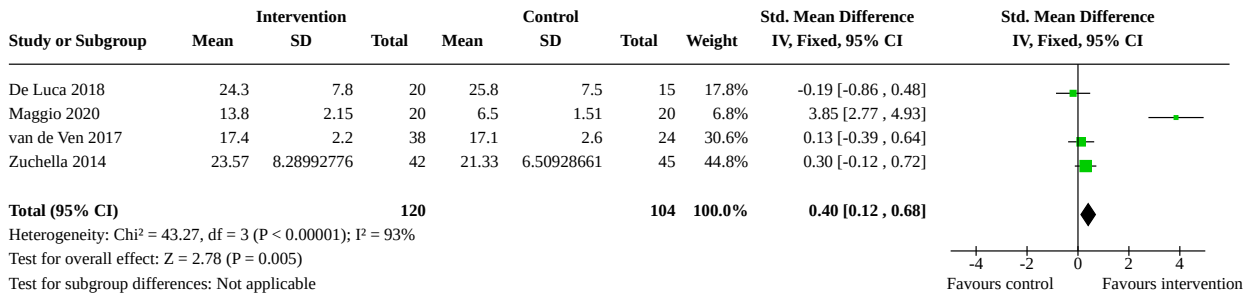 Intervention Control Std. Mean Difference Std. Mean Difference
Study or Subgroup Mean SD Total Mean SD Total Weight IV, Fixed, 95% CI IV, Fixed, 95% CI
De Luca 2018 24.3 7.8 20 25.8 7.5 15 17.8% -0.19 [-0.86 , 0.48]
Maggio 2020 13.8 2.15 20 6.5 1.51 20 6.8% 3.85 [2.77 , 4.93]
van de Ven 2017 17.4 2.2 38 17.1 2.6 24 30.6% 0.13 [-0.39 , 0.64]
Zuchella 2014 23.57 8.28992776 42 21.33 6.50928661 45 44.8% 0.30 [-0.12 , 0.72]
Total (95% CI) 120 104 100.0% 0.40 [0.12 , 0.68]
Heterogeneity: Chi² = 43.27, df = 3 (P < 0.00001); I² = 93%
Test for overall effect: Z = 2.78 (P = 0.005)
-4 -2 0 2 4
Test for subgroup differences: Not applicable Favours control Favours intervention